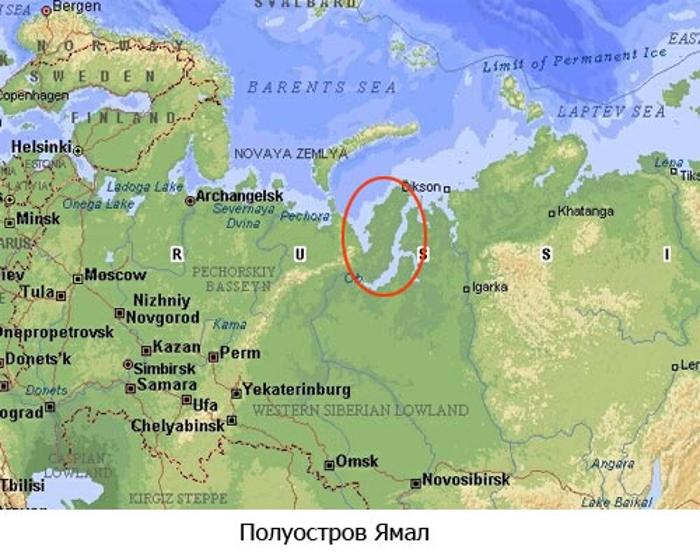 SVALBARD
Bergen
NORWAY
Limit of Permanent Ice
SWEDEN
BARENTS SEA
Copenhagen
LAPTEV SEA
FINLAND
Helsinki
NOVAYA ZEMLYA
ESTONIA
Lena
LATVIA
Ladoga Lake
Dikson
Tiks
Archangelsk
Onega Lake
Severnaya
Dvina
Pechora
Khatanga
Minsk
ARUS
R U S S I
Moscow
PECHORSKIY
BASSEYN
Ob
Igarka
Tula
Nizhniy
Novgorod
Dnepropetrovsk
Kama
Kazan
Perm
Donets'k
Simbirsk
Samara
Yekaterinburg
Donets
Ufa
WESTERN SIBERIAN LOWLAND
ograd
Chelyabinsk
CASPIAN
LOWLAND
Omsk
Angara
Novosibirsk
Tbilisi
KIRGIZ STEPPE
Lake Baikal
Полуостров Ямал